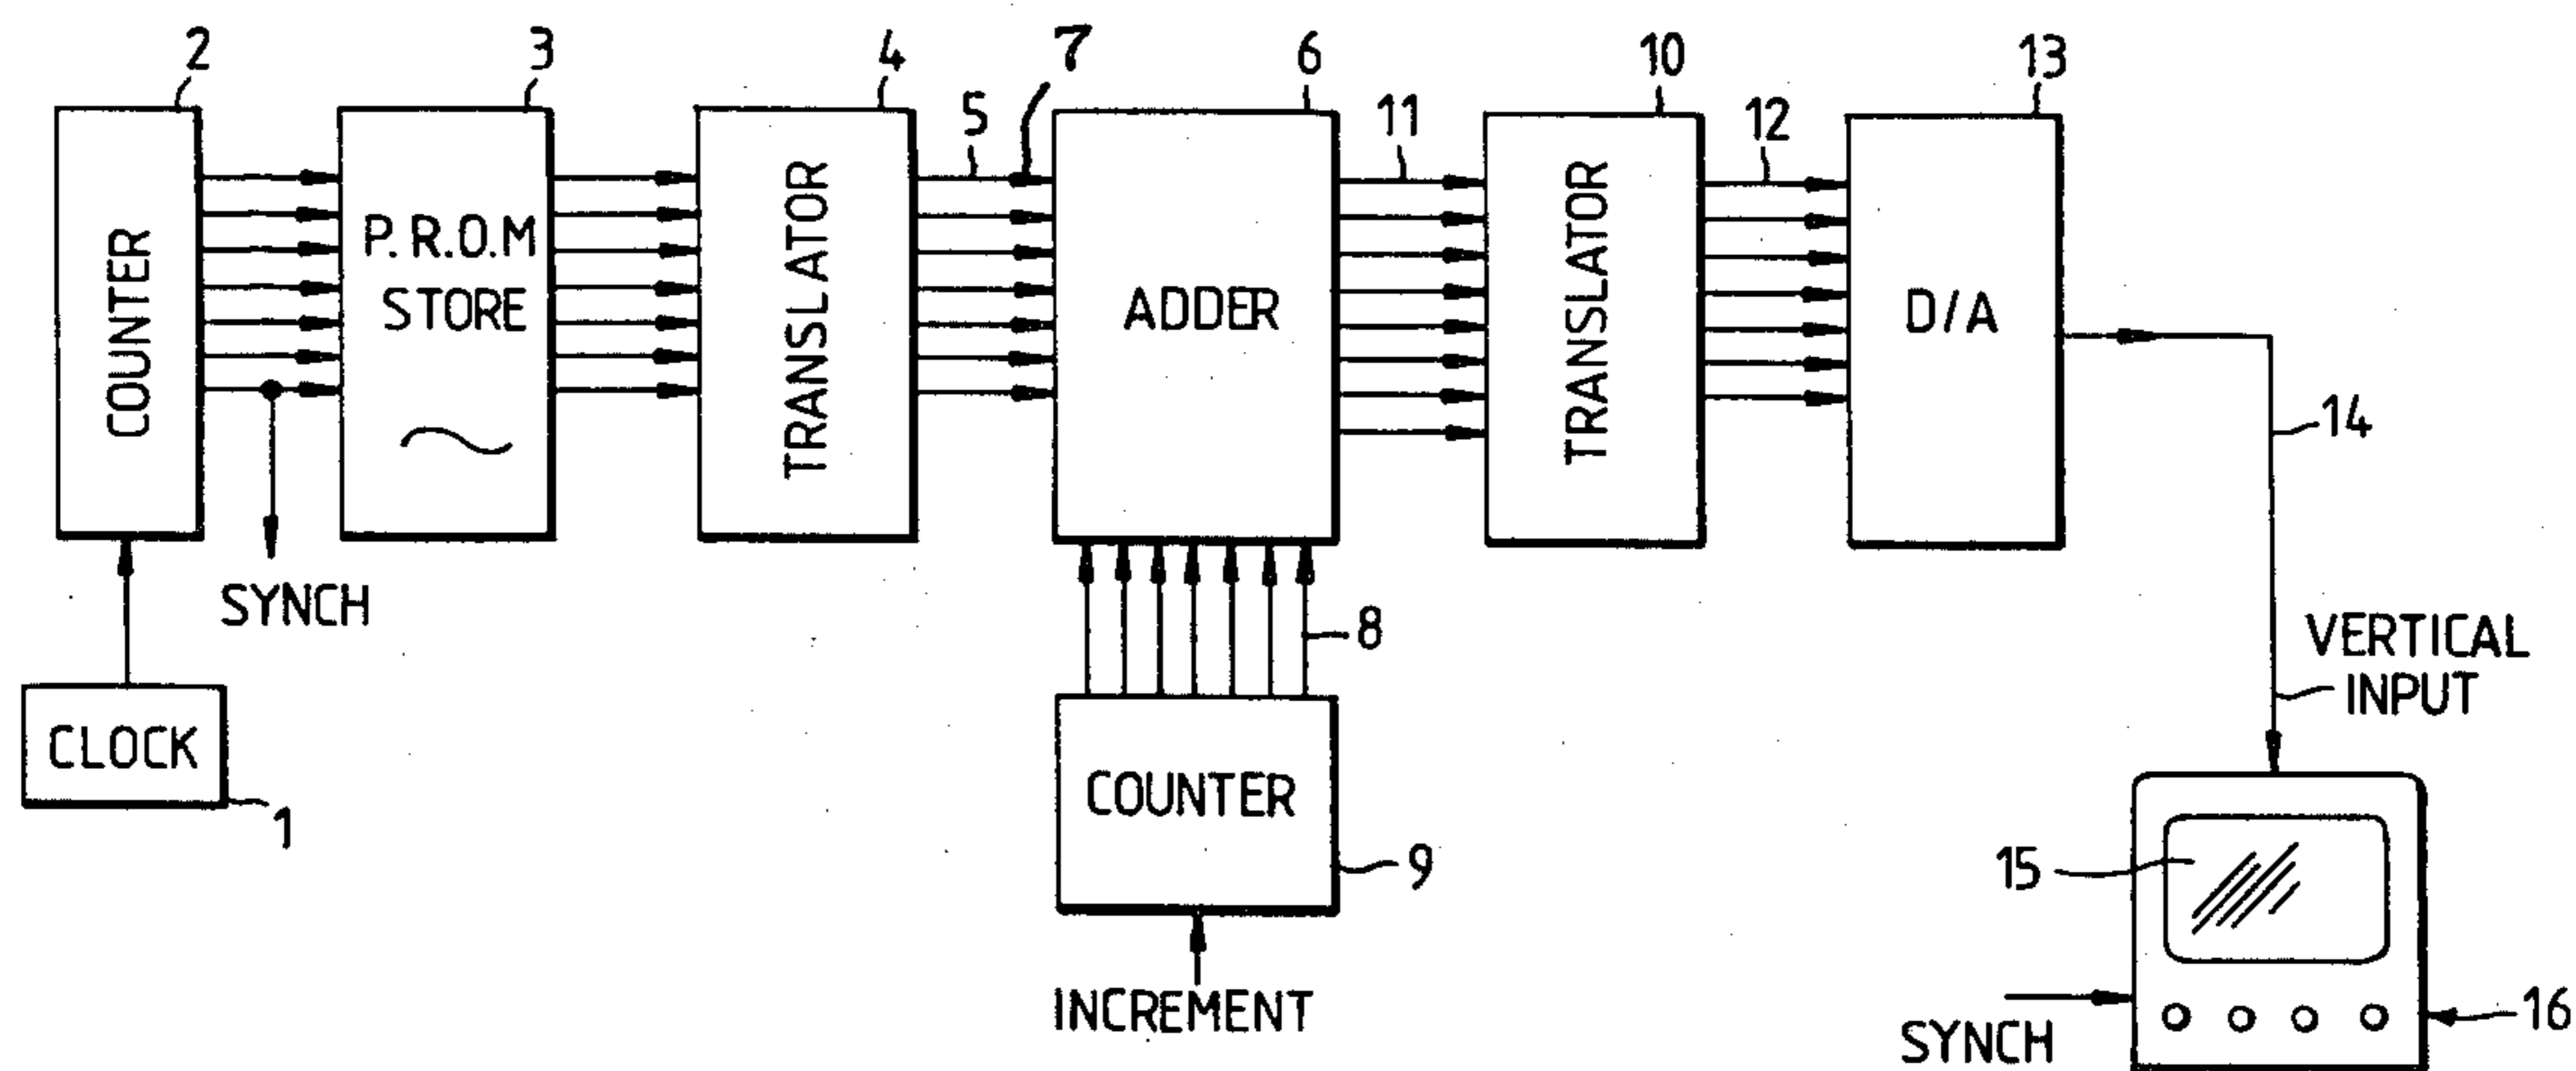 2
3
4
5
7
6
11
10
12
13
COUNTER
P.R.O.M
STORE
TRANSLATOR
ADDER
TRANSLATOR
D/A
14
SYNCH
8
VERTICAL
INPUT
CLOCK
1
COUNTER
9
15
INCREMENT
SYNCH
16